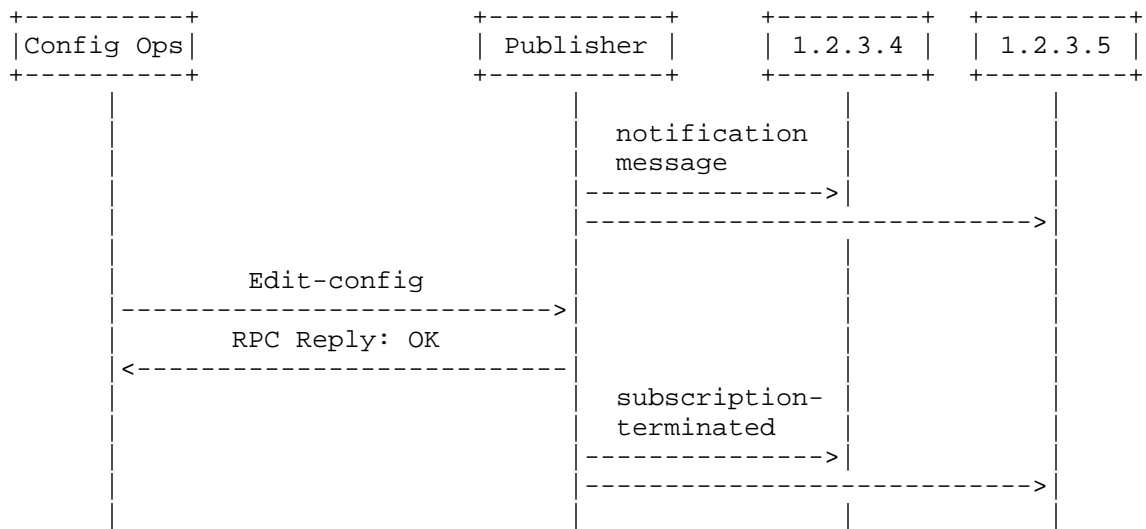 Config Ops Publisher 1.2.3.4 1.2.3.5
notification
message
Edit-config
RPC Reply: OK
subscription-
terminated